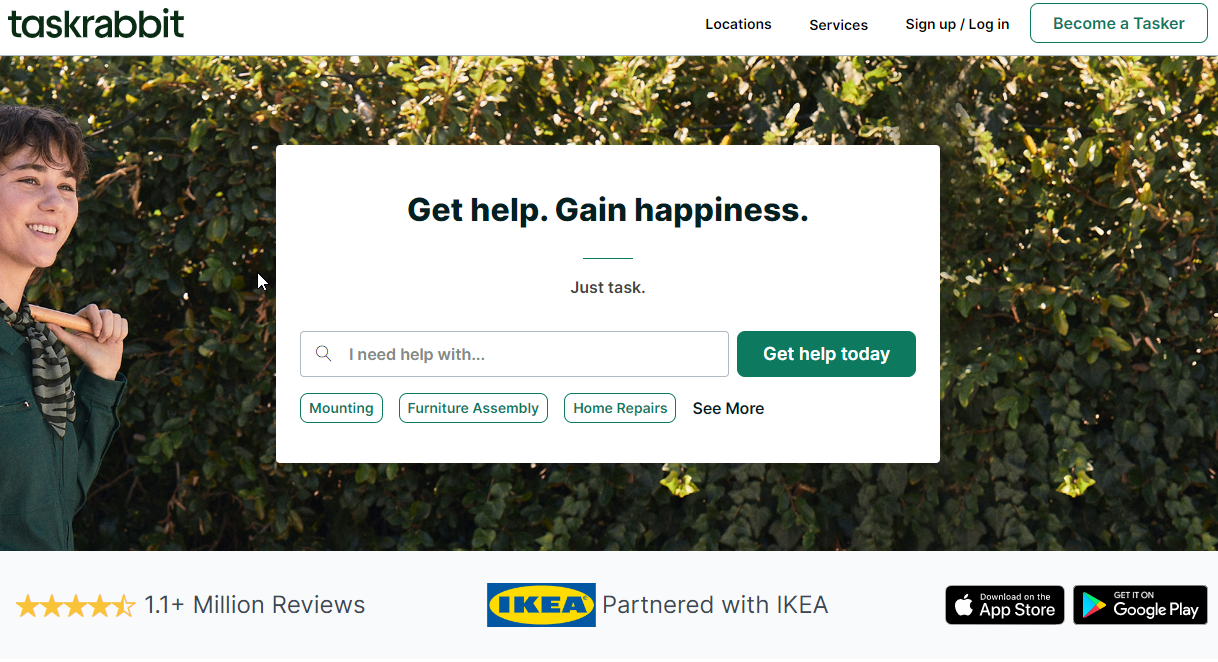 taskrabbit
Locations
Services
Sign up / Log in
Become a Tasker
Get help. Gain happiness.
Just task.
I need help with...
Get help today
Mounting
Furniture Assembly
Home Repairs
See More
1.1+ Million Reviews
IKEA
Partnered with IKEA
Download on the
App Store
GET IT ON
Google Play